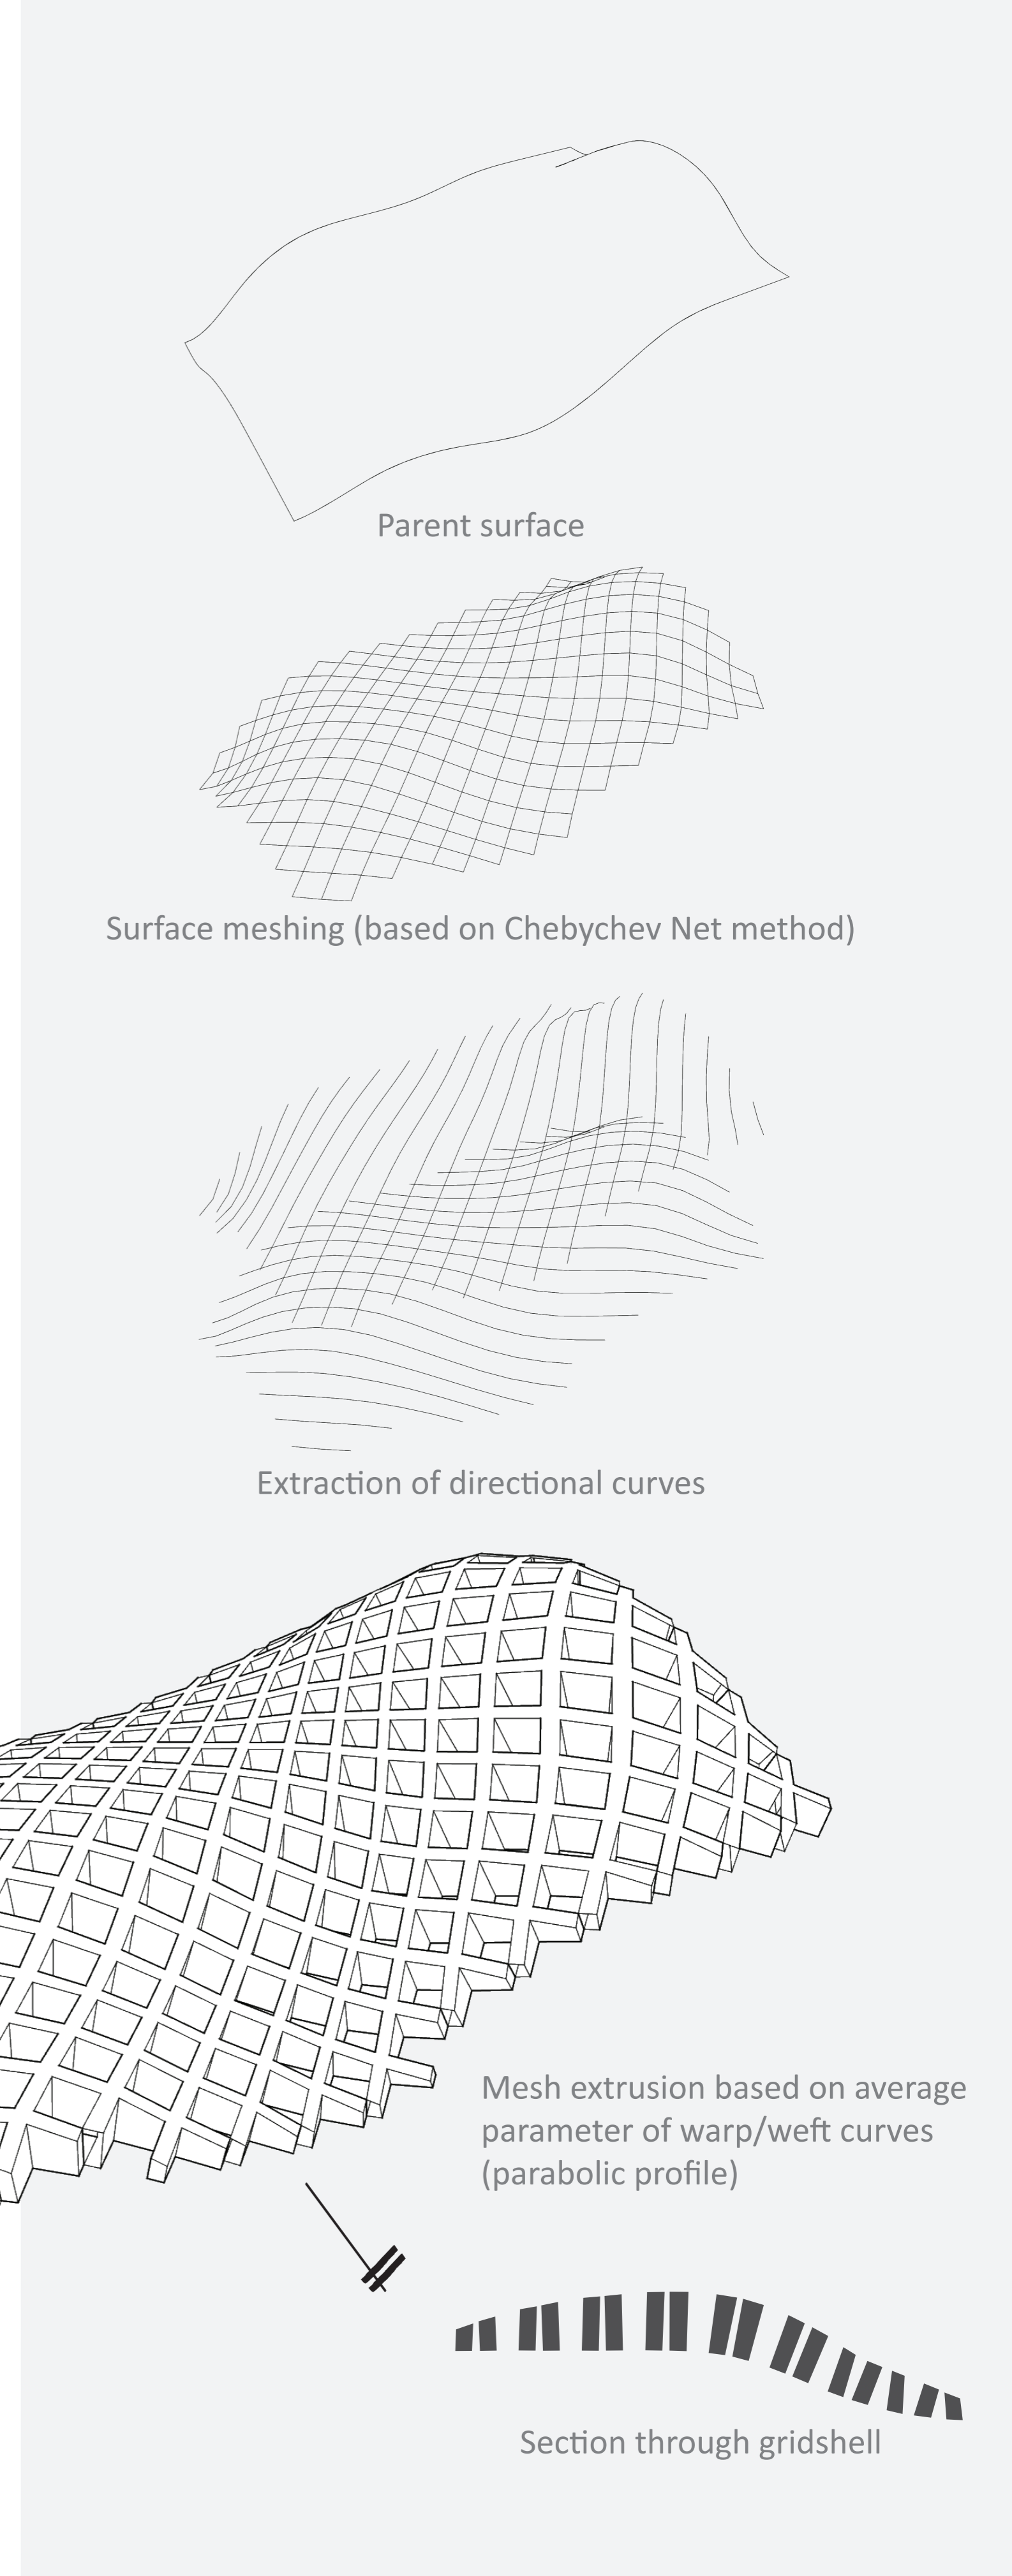 Parent surface
Surface meshing (based on Chebychev Net method)
Extraction of directional curves
Mesh extrusion based on average
parameter of warp/weft curves
(parabolic profile)
Section through gridshell